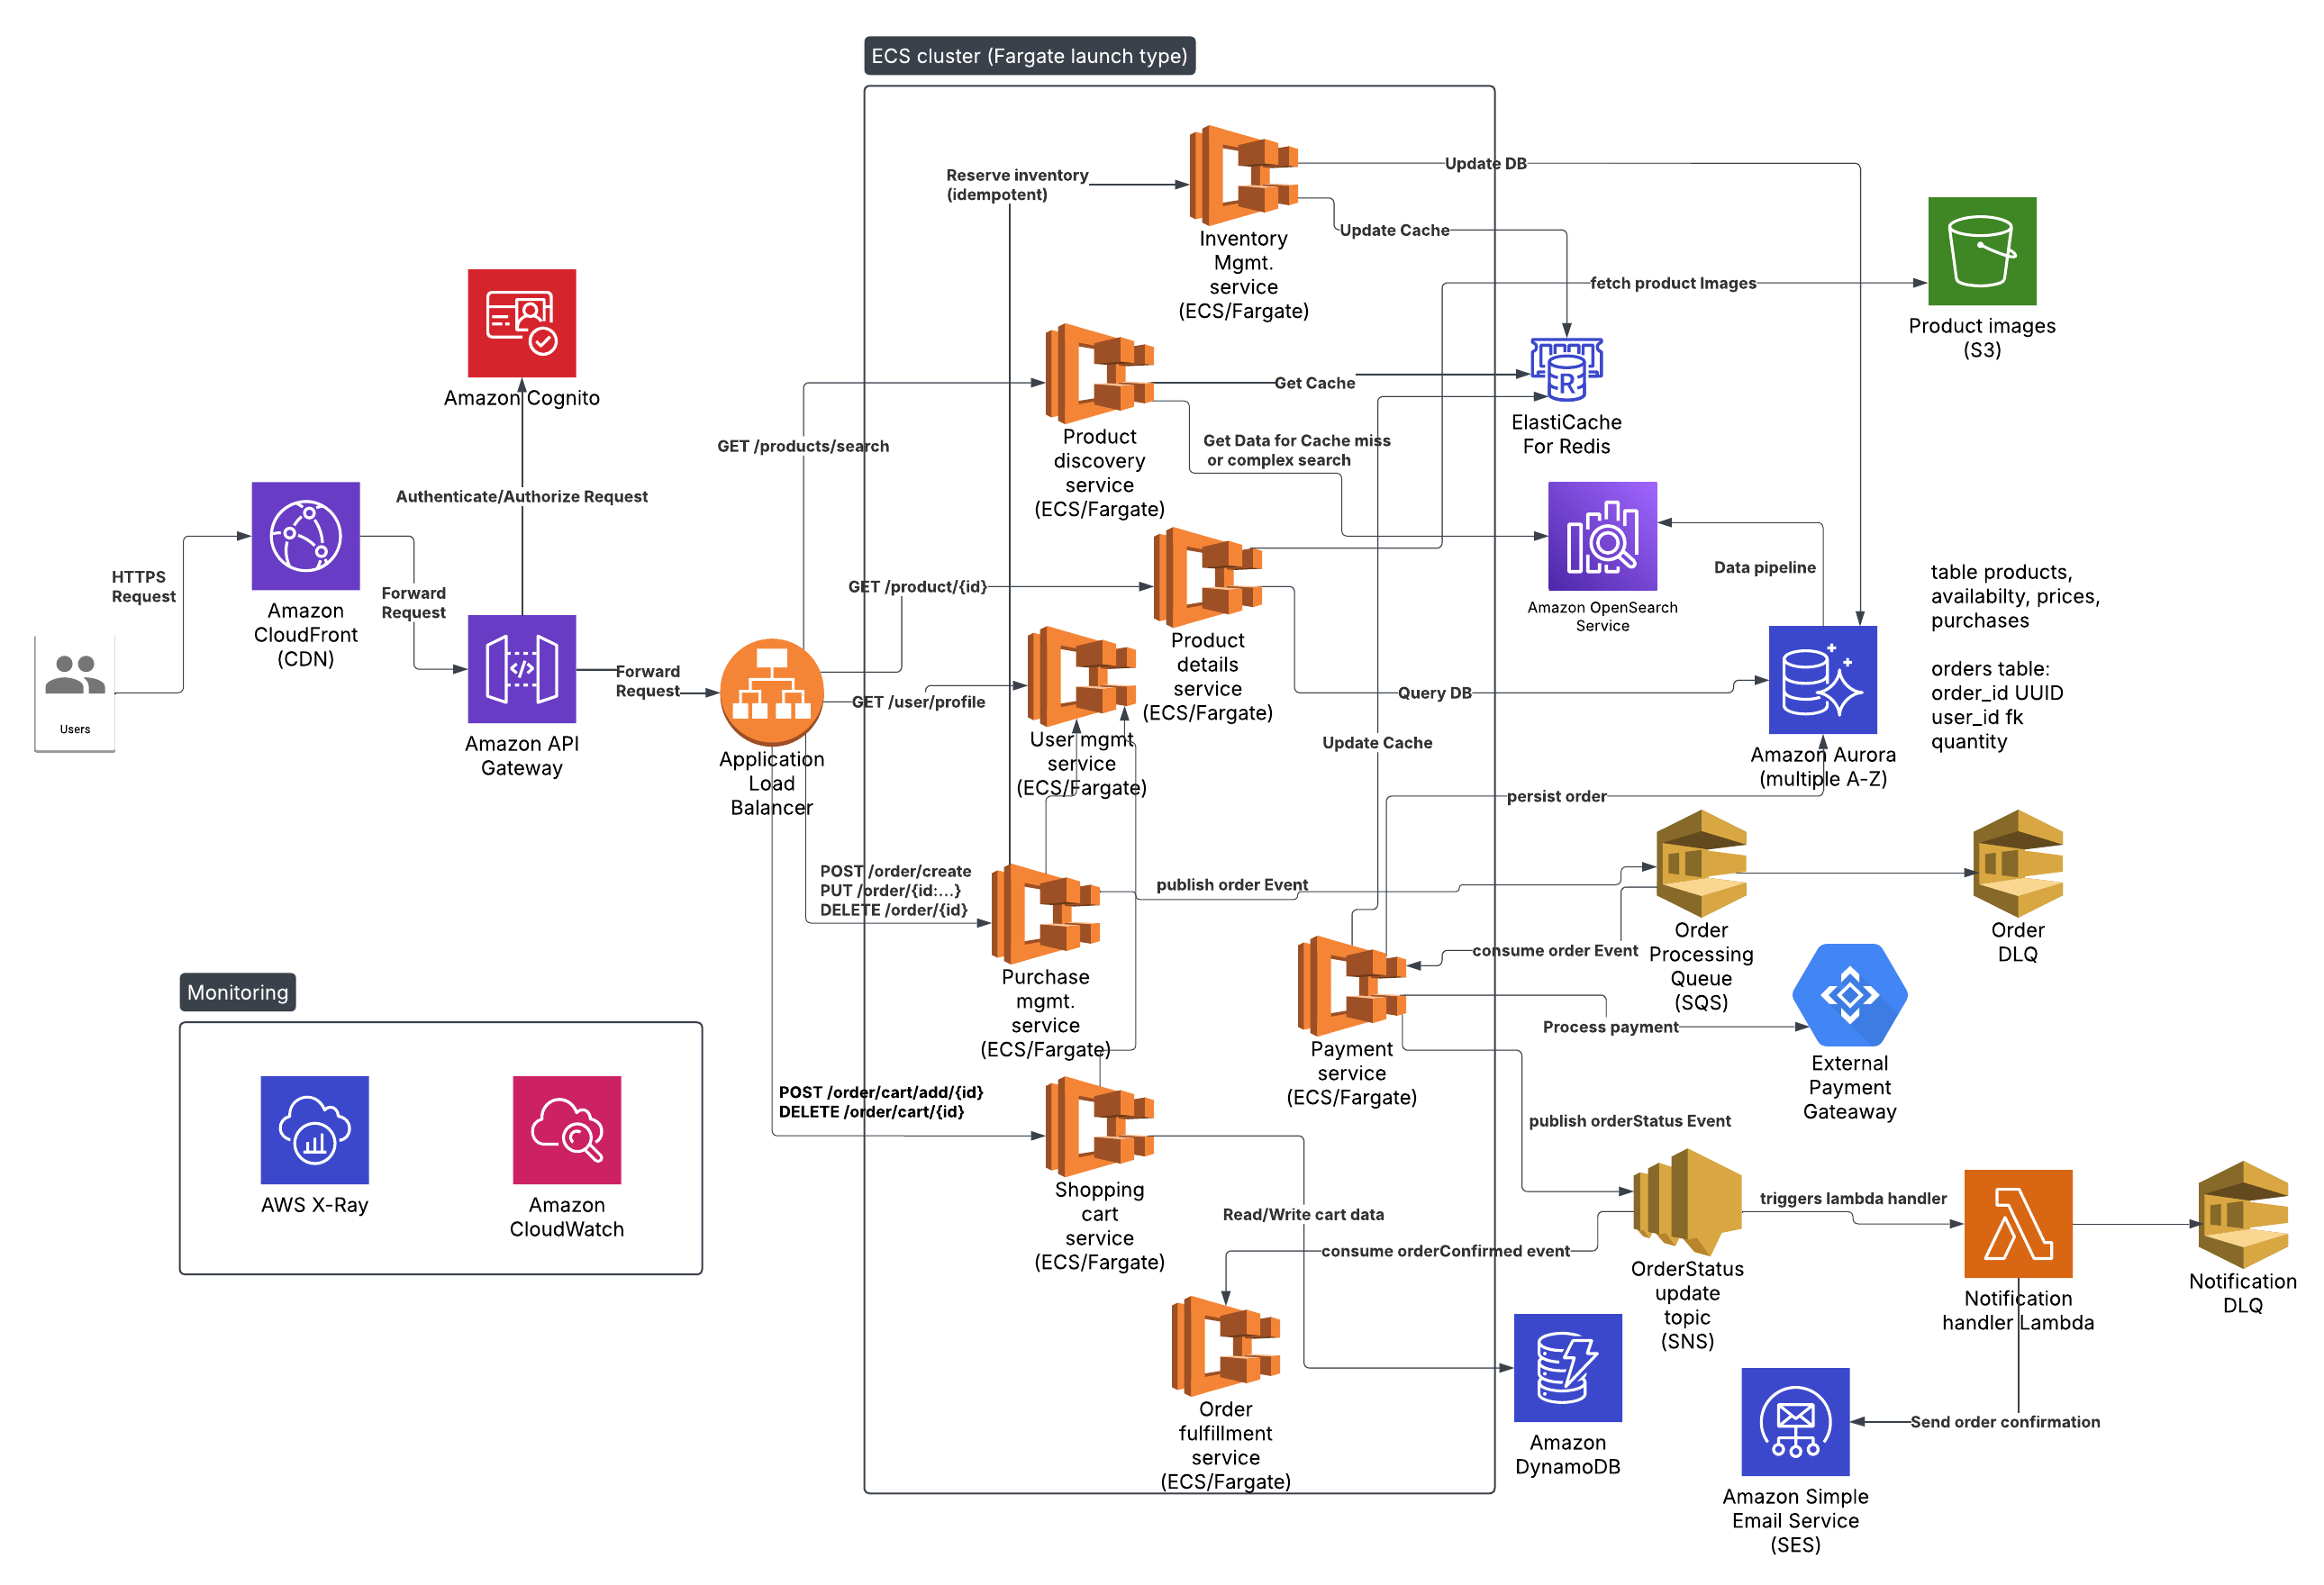 ECS cluster (Fargate launch type)
Reserve inventory
(idempotent)
Update DB
Inventory
Mgmt.
service
(ECS/Fargate)
Update Cache
fetch product Images
Product images
(S3)
Amazon Cognito
Get Cache
ElastiCache
For Redis
GET /products/search
Product
discovery
service
(ECS/Fargate)
Get Data for Cache miss
or complex search
Authenticate/Authorize Request
HTTPS
Request
Amazon
CloudFront
(CDN)
Forward
Request
Users
Amazon API
Gateway
Forward
Request
Application
Load
Balancer
GET /product/{id}
Product
details
service
(ECS/Fargate)
GET /user/profile
User mgmt
service
(ECS/Fargate)
Amazon OpenSearch
Service
Data pipeline
table products,
availabilty, prices,
purchases
orders table:
order_id UUID
user_id fk
quantity
Query DB
Update Cache
Amazon Aurora
(multiple A-Z)
persist order
POST /order/create
PUT /order/{id:...}
DELETE /order/{id}
publish order Event
Purchase
mgmt.
service
(ECS/Fargate)
consume order Event
Order
Processing
Queue
(SQS)
Order
DLQ
Process payment
Payment
service
(ECS/Fargate)
External
Payment
Gateaway
Monitoring
AWS X-Ray
Amazon
CloudWatch
POST /order/cart/add/{id}
DELETE /order/cart/{id}
Shopping
cart
service
(ECS/Fargate)
publish orderStatus Event
Read/Write cart data
consume orderConfirmed event
triggers lambda handler
OrderStatus
update
topic
(SNS)
Notification
handler Lambda
Notification
DLQ
Order
fulfillment
service
(ECS/Fargate)
Amazon
DynamoDB
Send order confirmation
Amazon Simple
Email Service
(SES)